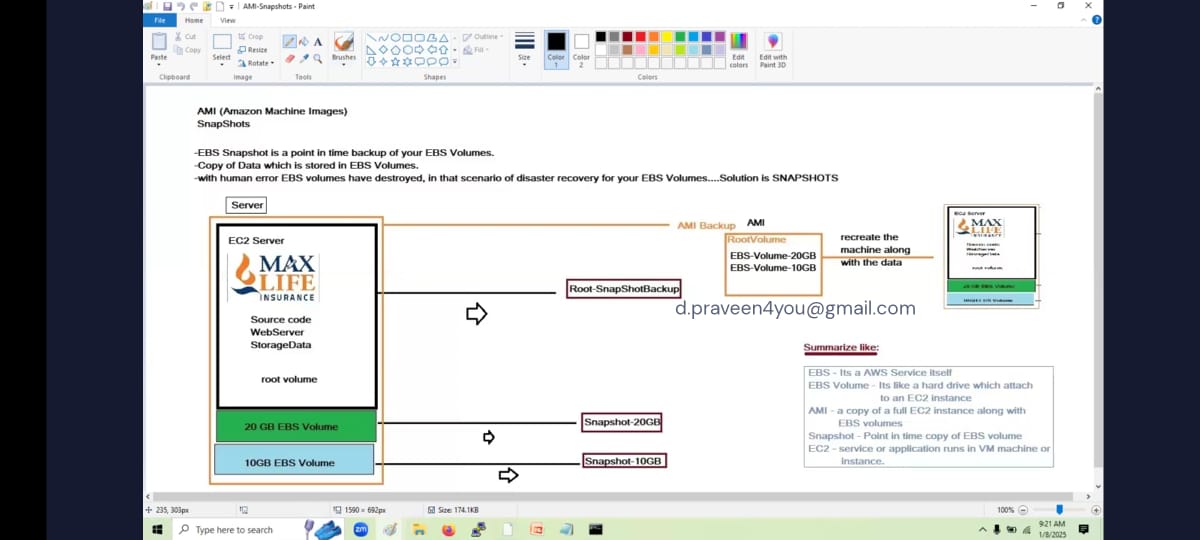 AMI-Snapshots - Paint
File
Home
View
Paste
Cut
Copy
Clipboard
Select
Crop
Resize
Rotate
Image
Tools
Brushes
Shapes
Outline
Fill
Size
Color 1
Color 2
Colors
Edit colors
Edit with Paint 3D
AMI (Amazon Machine Images)
SnapShots
-EBS Snapshot is a point in time backup of your EBS Volumes.
-Copy of Data which is stored in EBS Volumes.
-with human error EBS volumes have destroyed, in that scenario of disaster recovery for your EBS Volumes....Solution is SNAPSHOTS
Server
EC2 Server
MAX
LIFE
INSURANCE
Source code
WebServer
StorageData
root volume
20 GB EBS Volume
10GB EBS Volume
AMI Backup
AMI
RootVolume
EBS-Volume-20GB
EBS-Volume-10GB
recreate the
machine along
with the data
Root-SnapShotBackup
d.praveen4you@gmail.com
Snapshot-20GB
Snapshot-10GB
EC2 Server
MAX
LIFE
INSURANCE
Source code
WebServer
StorageData
root volume
20 GB EBS Volume
10GB EBS Volume
Summarize like:
EBS - Its a AWS Service itself
EBS Volume - Its like a hard drive which attach
to an EC2 instance
AMI - a copy of a full EC2 instance along with
EBS volumes
Snapshot - Point in time copy of EBS volume
EC2 - service or application runs in VM machine or
instance.
235, 303px
1590 × 692px
Size: 174.1KB
100%
Type here to search
zm
9:21 AM
1/8/2025